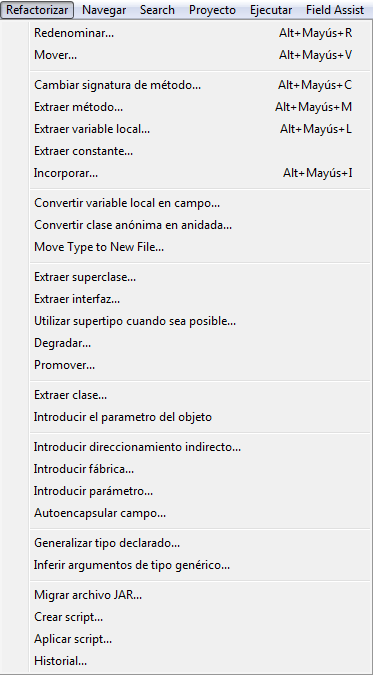 Refactorizar Navegar Search Proyecto Ejecutar Field Assist
Redenominar... Alt+Mayús+R
Mover... Alt+Mayús+V
Cambiar signatura de método... Alt+Mayús+C
Extraer método... Alt+Mayús+M
Extraer variable local... Alt+Mayús+L
Extraer constante...
Incorporar... Alt+Mayús+I
Convertir variable local en campo...
Convertir clase anónima en anidada...
Move Type to New File...
Extraer superclase...
Extraer interfaz...
Utilizar supertipo cuando sea posible...
Degradar...
Promover...
Extraer clase...
Introducir el parametro del objeto
Introducir direccionamiento indirecto...
Introducir fábrica...
Introducir parámetro...
Autoencapsular campo...
Generalizar tipo declarado...
Inferir argumentos de tipo genérico...
Migrar archivo JAR...
Crear script...
Aplicar script...
Historial...